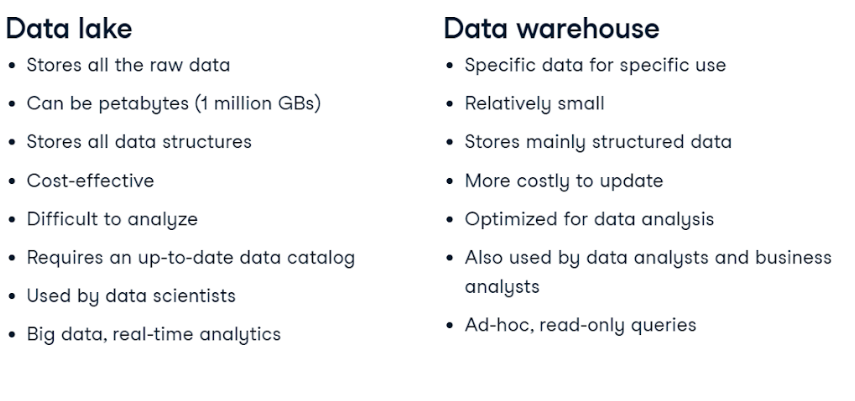 Data lake
• Stores all the raw data
• Can be petabytes (1 million GBs)
• Stores all data structures
• Cost-effective
• Difficult to analyze
• Requires an up-to-date data catalog
• Used by data scientists
• Big data, real-time analytics
Data warehouse
• Specific data for specific use
• Relatively small
• Stores mainly structured data
• More costly to update
• Optimized for data analysis
• Also used by data analysts and business
analysts
• Ad-hoc, read-only queries